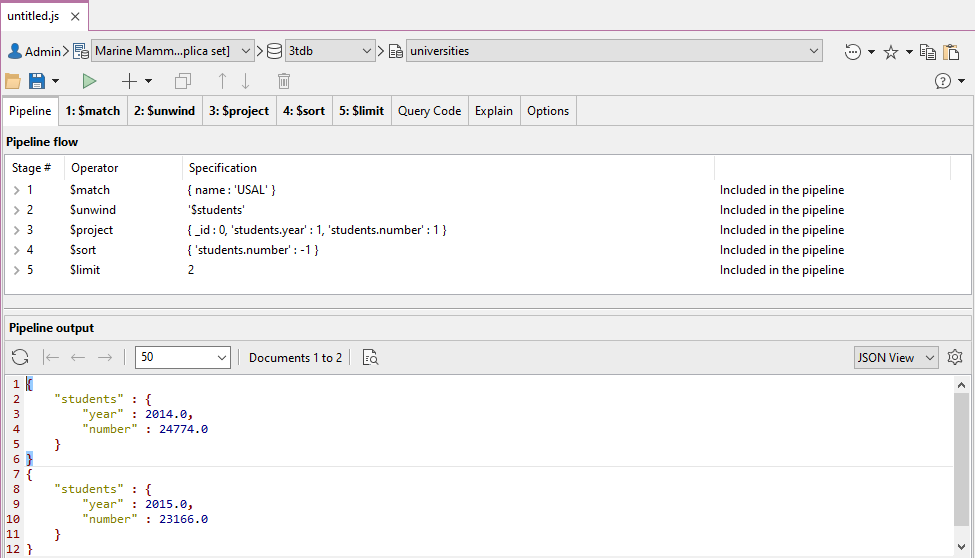 untitled.js
Admin Marine Mamm...plica set] 3tdb universities
Pipeline 1: $match 2: $unwind 3: $project 4: $sort 5: $limit Query Code Explain Options
Pipeline flow
Stage # Operator Specification
1 $match { name : 'USAL' } Included in the pipeline
2 $unwind '$students' Included in the pipeline
3 $project { _id : 0, 'students.year' : 1, 'students.number' : 1 } Included in the pipeline
4 $sort { 'students.number' : -1 } Included in the pipeline
5 $limit 2 Included in the pipeline
Pipeline output
50 Documents 1 to 2 JSON View
1 {
2 "students" : {
3 "year" : 2014.0,
4 "number" : 24774.0
5 }
6 }
7 {
8 "students" : {
9 "year" : 2015.0,
10 "number" : 23166.0
11 }
12 }